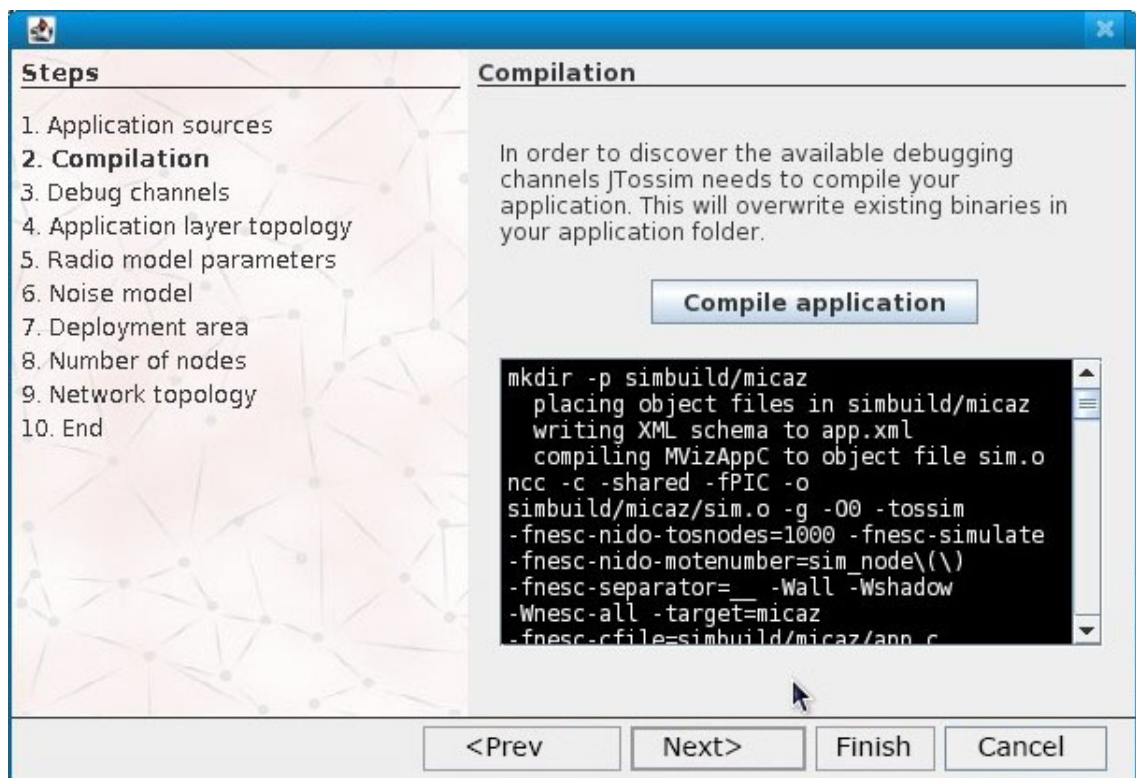 Steps
1. Application sources
2. Compilation
3. Debug channels
4. Application layer topology
5. Radio model parameters
6. Noise model
7. Deployment area
8. Number of nodes
9. Network topology
10. End
Compilation
In order to discover the available debugging
channels JTossim needs to compile your
application. This will overwrite existing binaries in
your application folder.
Compile application
mkdir -p simbuild/micaz
  placing object files in simbuild/micaz
  writing XML schema to app.xml
  compiling MVizAppC to object file sim.o
ncc -c -shared -fPIC -o
simbuild/micaz/sim.o -g -O0 -tossim
-fnesc-nido-tosnodes=1000 -fnesc-simulate
-fnesc-nido-motenumber=sim_node\(\)
-fnesc-separator=__ -Wall -Wshadow
-Wnesc-all -target=micaz
-fnesc-cfile=simbuild/micaz/app.c
<Prev
Next>
Finish
Cancel